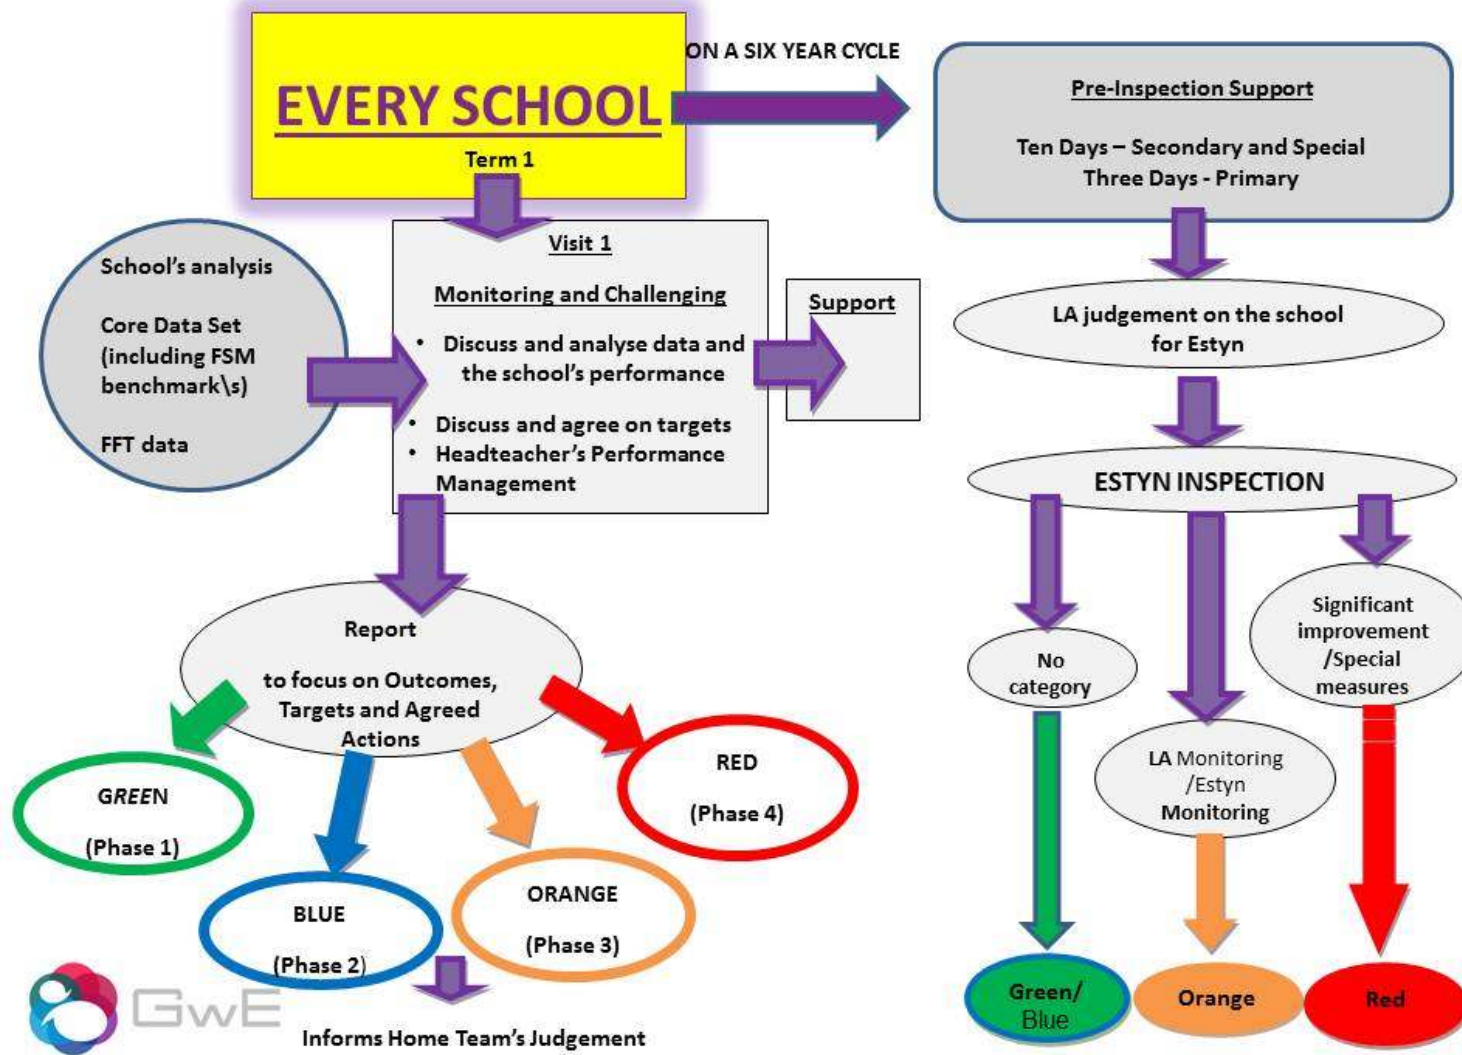 EVERY SCHOOL
Term 1
ON A SIX YEAR CYCLE
Pre-Inspection Support
Ten Days – Secondary and Special
Three Days - Primary
School's analysis
Core Data Set
(including FSM
benchmark\s)
FFT data
Visit 1
Monitoring and Challenging
• Discuss and analyse data and
the school's performance
• Discuss and agree on targets
• Headteacher's Performance
Management
Support
LA judgement on the school
for Estyn
ESTYN INSPECTION
Report
to focus on Outcomes,
Targets and Agreed
Actions
GREEN
(Phase 1)
BLUE
(Phase 2)
ORANGE
(Phase 3)
RED
(Phase 4)
Informs Home Team's Judgement
GwE
No
category
LA Monitoring
/Estyn
Monitoring
Significant
improvement
/Special
measures
Green/
Blue
Orange
Red